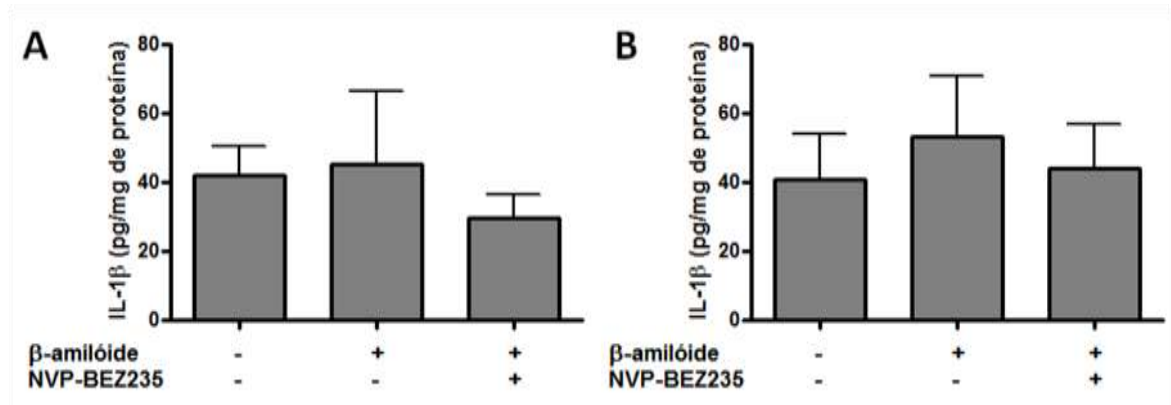 A
IL-1β (pg/mg de proteína)
80
60
40
20
0
β-amilóide - + +
NVP-BEZ235 - - +
B
IL-1β (pg/mg de proteína)
80
60
40
20
0
β-amilóide - + +
NVP-BEZ235 - - +